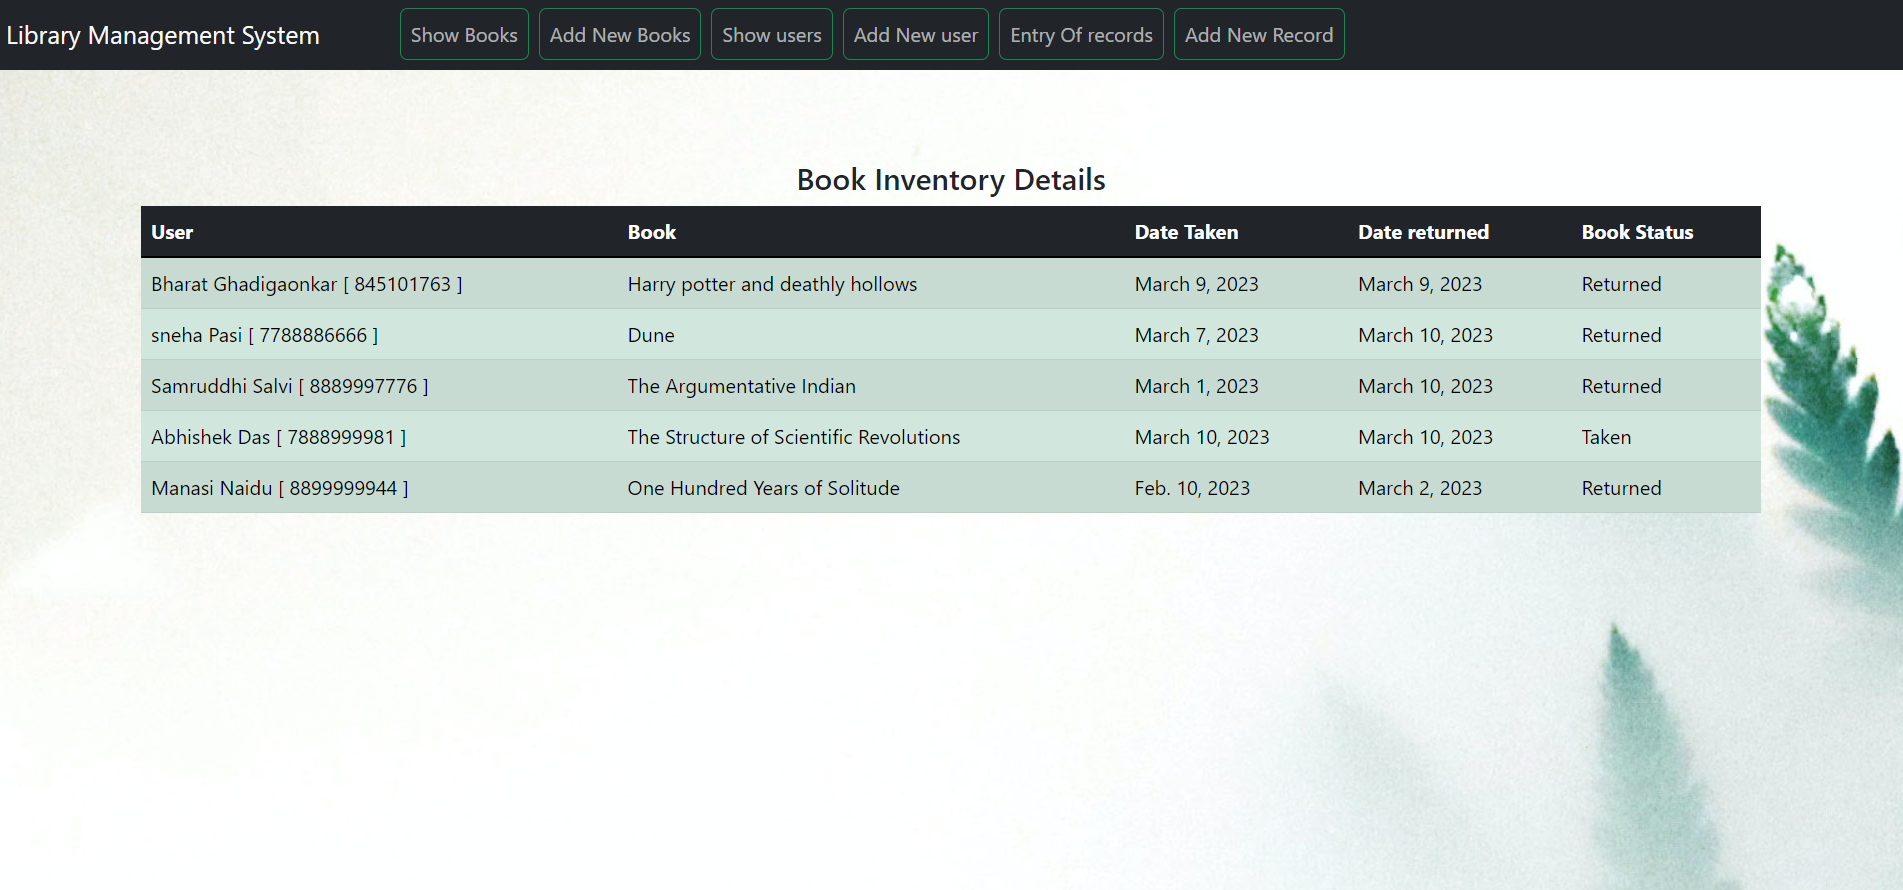 Library Management System Show Books Add New Books Show users Add New user Entry Of records Add New Record
Book Inventory Details
User Book Date Taken Date returned Book Status
Bharat Ghadigaonkar [ 845101763 ] Harry potter and deathly hollows March 9, 2023 March 9, 2023 Returned
sneha Pasi [ 7788886666 ] Dune March 7, 2023 March 10, 2023 Returned
Samruddhi Salvi [ 8889997776 ] The Argumentative Indian March 1, 2023 March 10, 2023 Returned
Abhishek Das [ 7888999981 ] The Structure of Scientific Revolutions March 10, 2023 March 10, 2023 Taken
Manasi Naidu [ 8899999944 ] One Hundred Years of Solitude Feb. 10, 2023 March 2, 2023 Returned